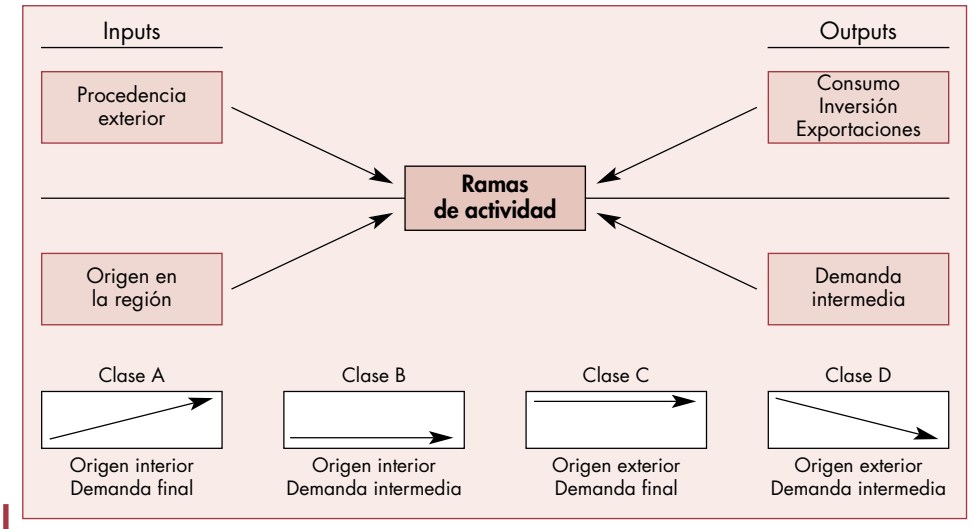 Inputs
Outputs
Procedencia
exterior
Consumo
Inversión
Exportaciones
Ramas
de actividad
Origen en
la región
Demanda
intermedia
Clase A
Clase B
Clase C
Clase D
Origen interior
Demanda final
Origen interior
Demanda intermedia
Origen exterior
Demanda final
Origen exterior
Demanda intermedia